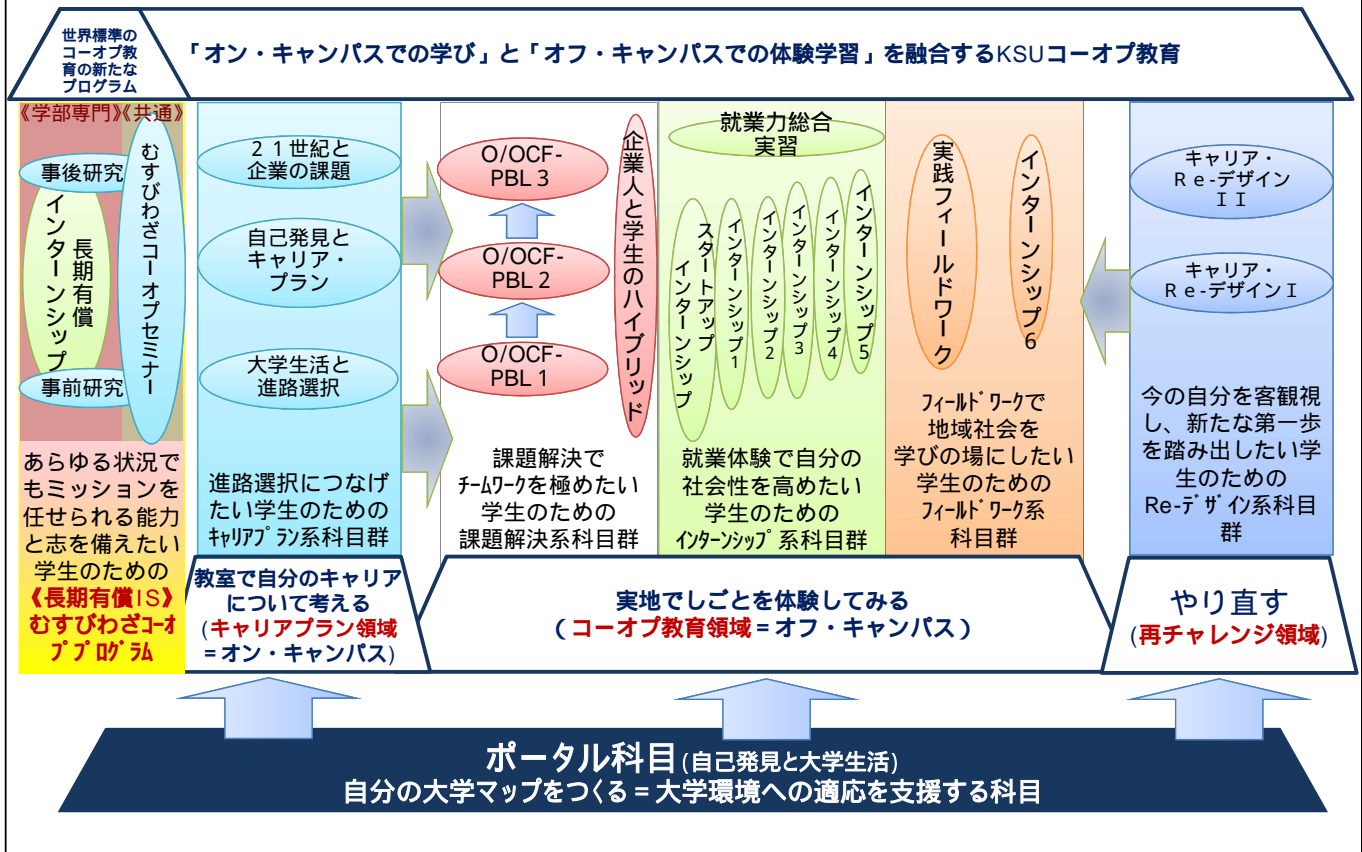 世界標準の
コーオプ教
育の新たな
プログラム
「オン・キャンパスでの学び」と「オフ・キャンパスでの体験学習」を融合するKSUコーオプ教育
《学部専門》
《共通》
事後研究
長期有償
インターンシップ
事前研究
むすびわざコーオプセミナー
あらゆる状況で
もミッションを
任せられる能力
と志を備えたい
学生のための
《長期有償IS》
むすびわざコーオ
ププログラム
21世紀と
企業の課題
自己発見と
キャリア・
プラン
大学生活と
進路選択
進路選択につなげ
たい学生のための
キャリアプラン系科目群
教室で自分のキャリア
について考える
(キャリアプラン領域
=オン・キャンパス)
O/OCF-
PBL 3
O/OCF-
PBL 2
O/OCF-
PBL 1
企業人と学生のハイブリッド
課題解決で
チームワークを極めたい
学生のための
課題解決系科目群
就業力総合
実習
スタートアップ
インターンシップ
インターンシップ1
インターンシップ2
インターンシップ3
インターンシップ4
インターンシップ5
就業体験で自分の
社会性を高めたい
学生のための
インターンシップ系科目群
実践フィールドワーク
インターンシップ6
フィールドワークで
地域社会を
学びの場にしたい
学生のための
フィールドワーク系
科目群
実地でしごとを体験してみる
(コーオプ教育領域=オフ・キャンパス)
キャリア・
Re-デザイン
II
キャリア・
Re-デザインI
今の自分を客観視
し、新たな第一歩
を踏み出したい学
生のための
Re-デザイン系科目
群
やり直す
(再チャレンジ領域)
ポータル科目(自己発見と大学生活)
自分の大学マップをつくる=大学環境への適応を支援する科目